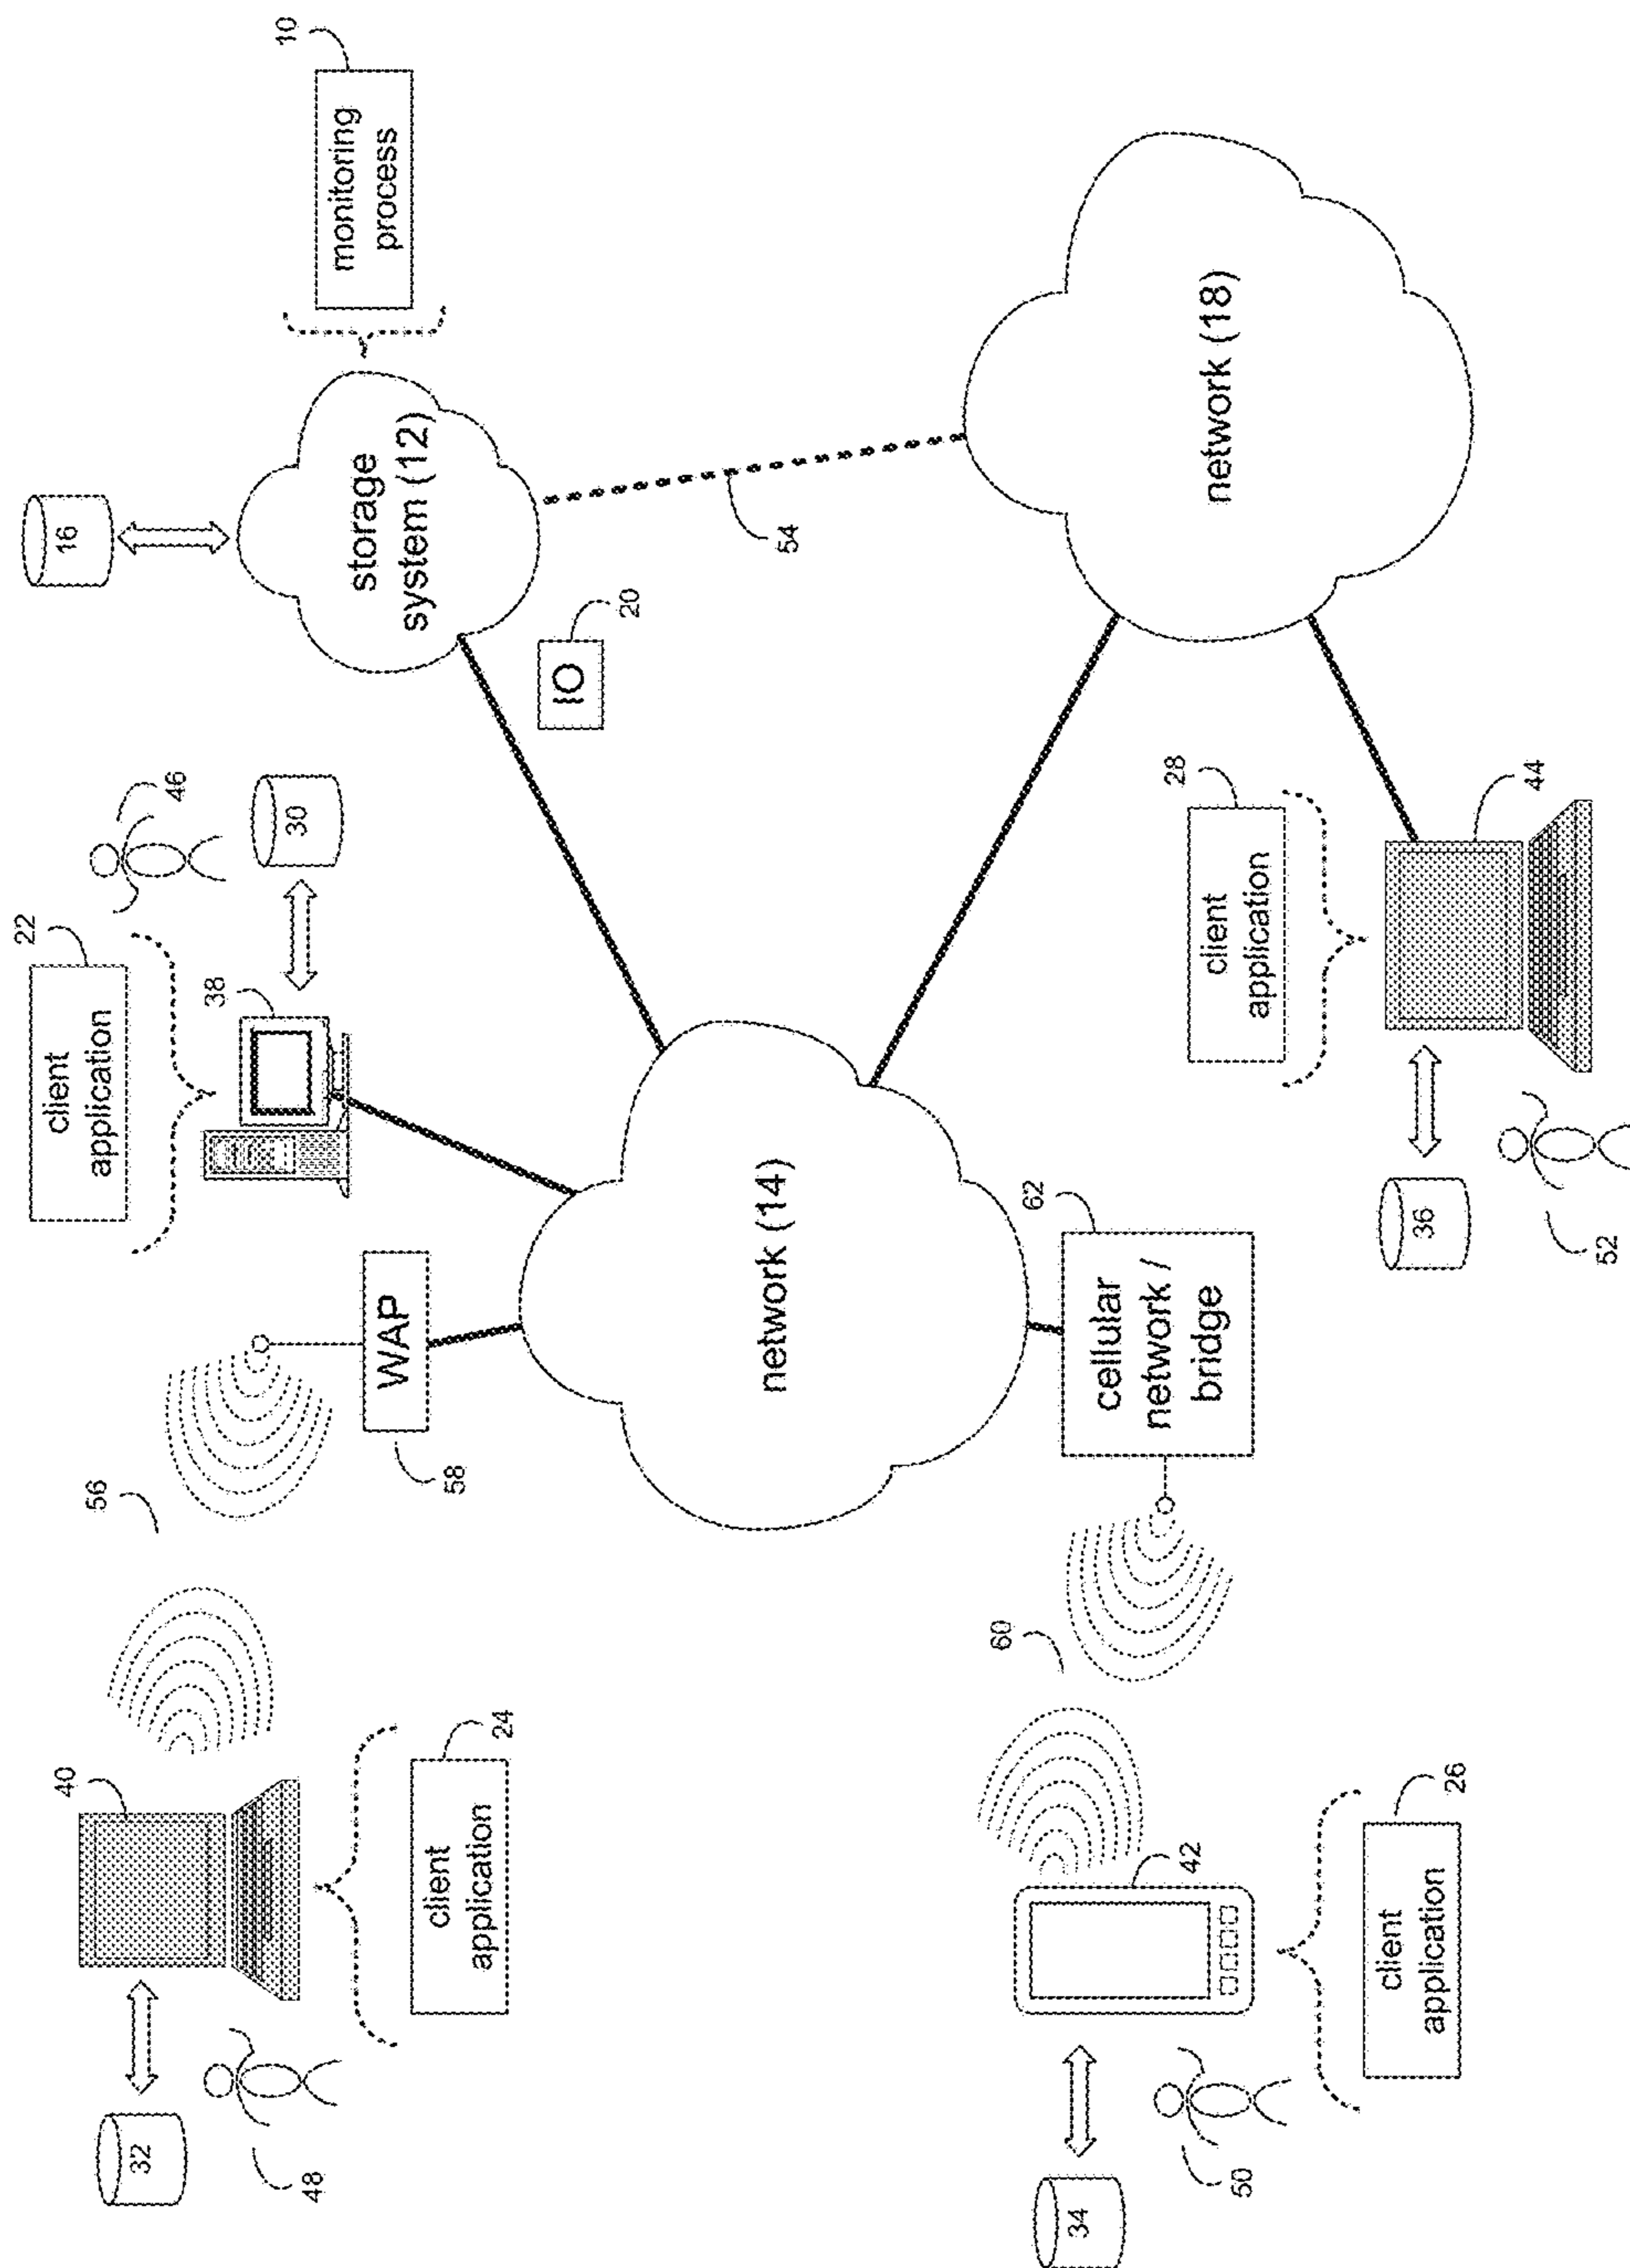 32
48
40
client
application
24
56
WAP
58
client
application
22
38
46
30
16
storage
system (12)
monitoring
process
10
IO
20
network (14)
54
34
50
42
client
application
26
60
cellular
network /
bridge
62
network (18)
client
application
28
36
52
44